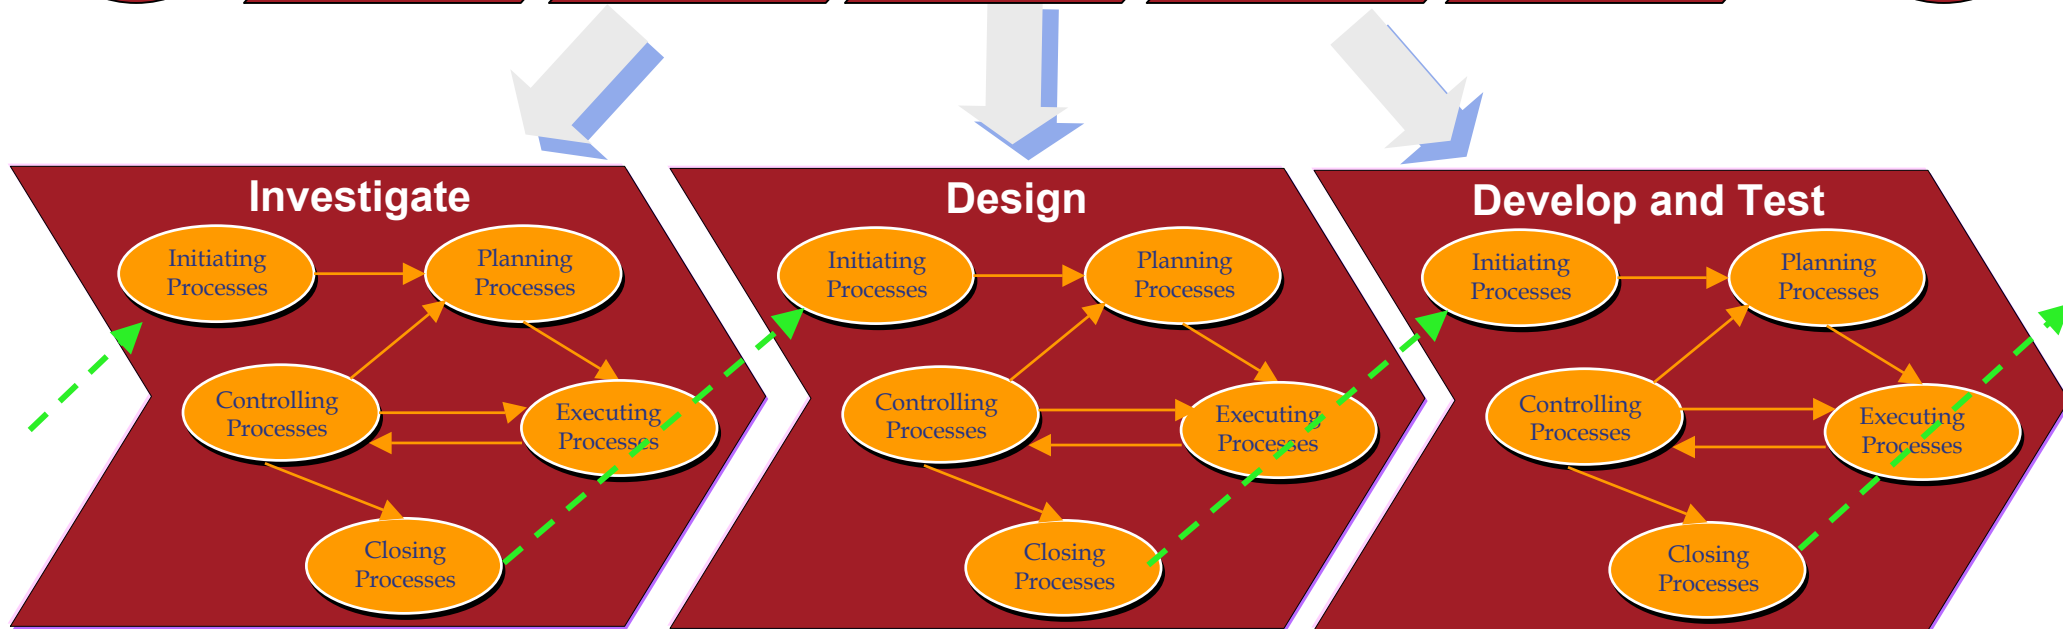 Investigate
Initiating
Processes
Planning
Processes
Controlling
Processes
Executing
Processes
Closing
Processes
Design
Initiating
Processes
Planning
Processes
Controlling
Processes
Executing
Processes
Closing
Processes
Develop and Test
Initiating
Processes
Planning
Processes
Controlling
Processes
Executing
Processes
Closing
Processes